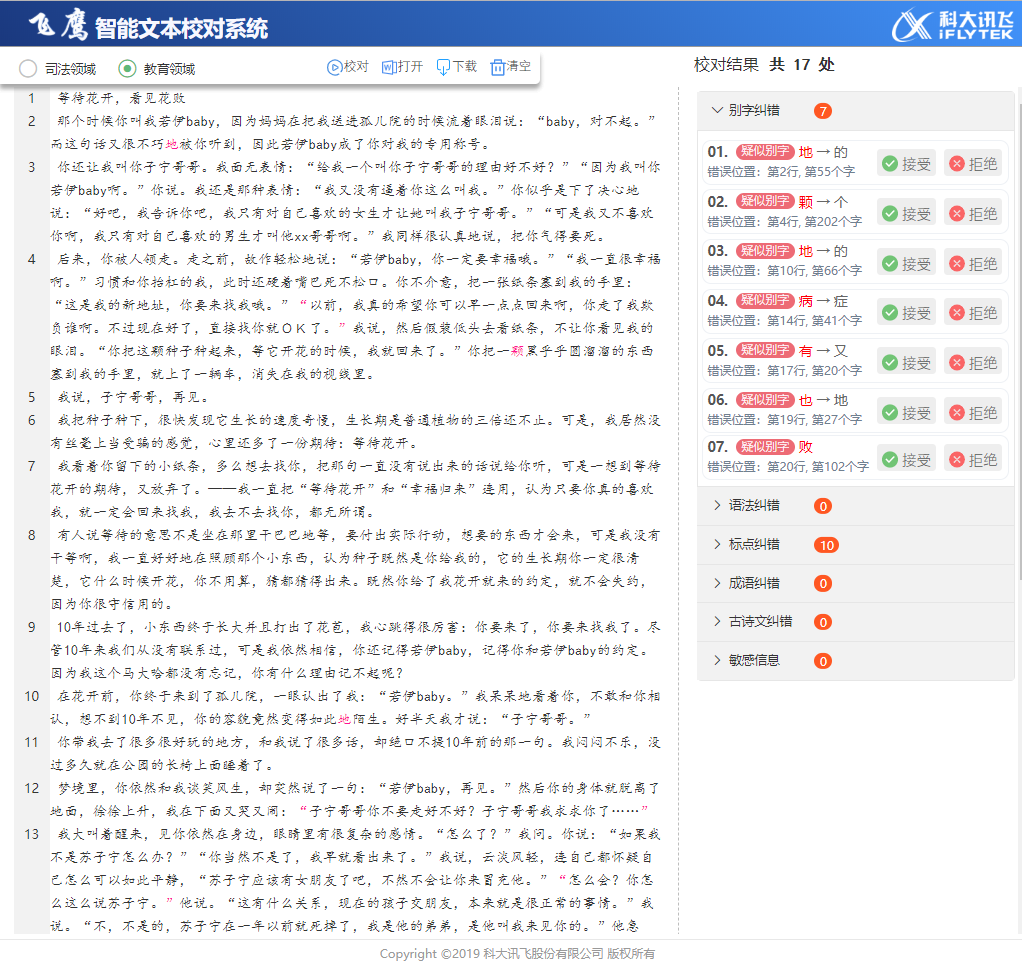 飞鹰 智能文本校对系统
科大讯飞
iFLYTEK
司法领域 教育领域 校对 打开 下载 清空
校对结果 共 17 处
1 等待花开，看见花败
2 那个时候你叫我若伊baby，因为妈妈在把我送进孤儿院的时候流着眼泪说：“baby，对不起。”
而这句话又很不巧地被你听到，因此若伊baby成了你对我的专用称号。
3 你还让我叫你子宁哥哥。我面无表情：“给我一个叫你子宁哥哥的理由好不好？”“因为我叫你
若伊baby啊。”你说。我还是那种表情：“我又没有逼着你这么叫我。”你似乎是下了决心地
说：“好吧，我告诉你吧，我只有对自己喜欢的女生才让她叫我子宁哥哥。”“可是我又不喜欢
你啊，我只有对自己喜欢的男生才叫他xx哥哥啊。”我同样很认真地说，把你气得要死。
4 后来，你被人领走。走之前，故作轻松地说：“若伊baby，你一定要幸福哦。”“我一直很幸福
啊。”习惯和你抬杠的我，此时还硬着嘴巴死不松口。你不介意，把一张纸条塞到我的手里：
“这是我的新地址，你要来找我哦。”“以前，我真的希望你可以早一点点回来啊，你走了我欺
负谁啊。不过现在好了，直接找你就ＯＫ了。”我说，然后假装低头去看纸条，不让你看见我的
眼泪。“你把这颗种子种起来，等它开花的时候，我就回来了。”你把一颗黑乎乎圆溜溜的东西
塞到我的手里，就上了一辆车，消失在我的视线里。
5 我说，子宁哥哥，再见。
6 我把种子种下，很快发现它生长的速度奇慢，生长期是普通植物的三倍还不止。可是，我居然没
有丝毫上当受骗的感觉，心里还多了一份期待：等待花开。
7 我看着你留下的小纸条，多么想去找你，把那句一直没有说出来的话说给你听，可是一想到等待
花开的期待，又放弃了。——我一直把“等待花开”和“幸福归来”连用，认为只要你真的喜欢
我，就一定会回来找我，我去不去找你，都无所谓。
8 有人说等待的意思不是坐在那里干巴巴地等，要付出实际行动，想要的东西才会来，可是我没有
干等啊，我一直好好地在照顾那个小东西，认为种子既然是你给我的，它的生长期你一定很清
楚，它什么时候开花，你不用算，猜都猜得出来。既然你给了我花开就来的约定，就不会失约，
因为你很守信用的。
9 10年过去了，小东西终于长大并且打出了花苞，我心跳得很厉害：你要来了，你要来找我了。尽
管10年来我们从没有联系过，可是我依然相信，你还记得若伊baby，记得你和若伊baby的约定。
因为我这个马大哈都没有忘记，你有什么理由记不起呢？
10 在花开前，你终于来到了孤儿院，一眼认出了我：“若伊baby。”我呆呆地看着你，不敢和你相
认，想不到10年不见，你的容貌竟然变得如此地陌生。好半天我才说：“子宁哥哥。”
11 你带我去了很多很好玩的地方，和我说了很多话，却绝口不提10年前的那一句。我闷闷不乐，没
过多久就在公园的长椅上面睡着了。
12 梦境里，你依然和我谈笑风生，却突然说了一句：“若伊baby，再见。”然后你的身体就脱离了
地面，徐徐上升，我在下面又哭又闹：“子宁哥哥你不要走好不好？子宁哥哥我求求你了……”
13 我大叫着醒来，见你依然在身边，眼睛里有很复杂的感情。“怎么了？”我问。你说：“如果我
不是苏子宁怎么办？”“你当然不是了，我早就看出来了。”我说，云淡风轻，连自己都怀疑自
己怎么可以如此平静，“苏子宁应该有女朋友了吧，不然不会让你来冒充他。”“怎么会？你怎
么这么说苏子宁。”他说。“这有什么关系，现在的孩子交朋友，本来就是很正常的事情。”我
说。“不，不是的，苏子宁在一年以前就死掉了，我是他的弟弟，是他叫我来见你的。”他急
别字纠错 7
01. 疑似别字 地→的 接受 拒绝
错误位置：第2行, 第55个字
02. 疑似别字 颗→个 接受 拒绝
错误位置：第4行, 第202个字
03. 疑似别字 地→的 接受 拒绝
错误位置：第10行, 第66个字
04. 疑似别字 病→症 接受 拒绝
错误位置：第14行, 第41个字
05. 疑似别字 有→又 接受 拒绝
错误位置：第17行, 第20个字
06. 疑似别字 也→地 接受 拒绝
错误位置：第19行, 第27个字
07. 疑似别字 败 接受 拒绝
错误位置：第20行, 第102个字
语法纠错 0
标点纠错 10
成语纠错 0
古诗文纠错 0
敏感信息 0
Copyright ©2019 科大讯飞股份有限公司 版权所有